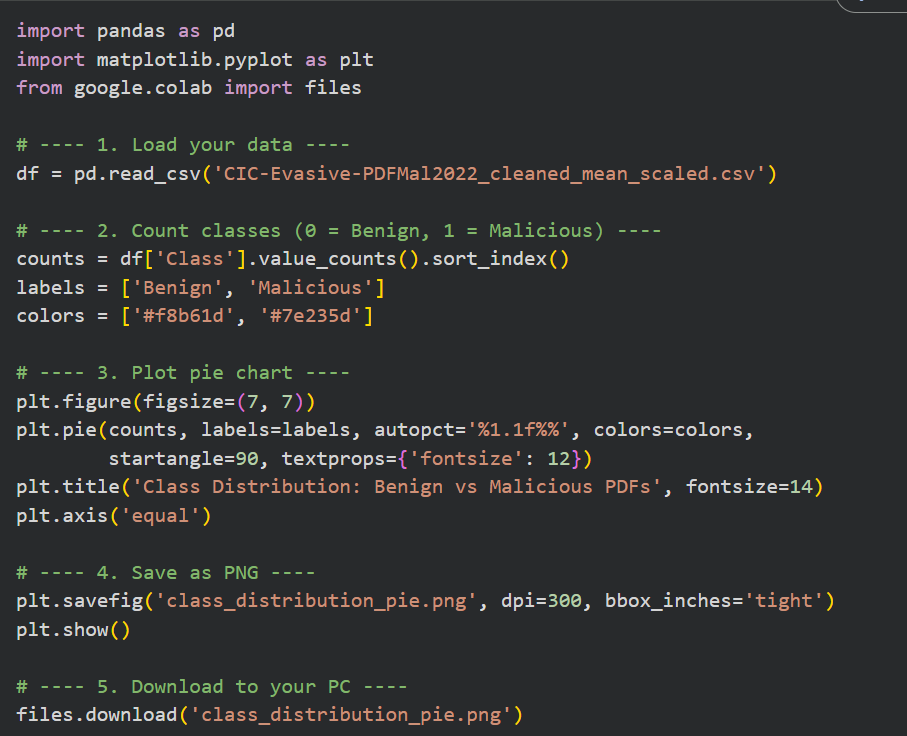 import pandas as pd
import matplotlib.pyplot as plt
from google.colab import files

# ---- 1. Load your data ----
df = pd.read_csv('CIC-Evasive-PDFMal2022_cleaned_mean_scaled.csv')

# ---- 2. Count classes (0 = Benign, 1 = Malicious) ----
counts = df['Class'].value_counts().sort_index()
labels = ['Benign', 'Malicious']
colors = ['#f8b61d', '#7e235d']

# ---- 3. Plot pie chart ----
plt.figure(figsize=(7, 7))
plt.pie(counts, labels=labels, autopct='%1.1f%%', colors=colors,
        startangle=90, textprops={'fontsize': 12})
plt.title('Class Distribution: Benign vs Malicious PDFs', fontsize=14)
plt.axis('equal')

# ---- 4. Save as PNG ----
plt.savefig('class_distribution_pie.png', dpi=300, bbox_inches='tight')
plt.show()

# ---- 5. Download to your PC ----
files.download('class_distribution_pie.png')